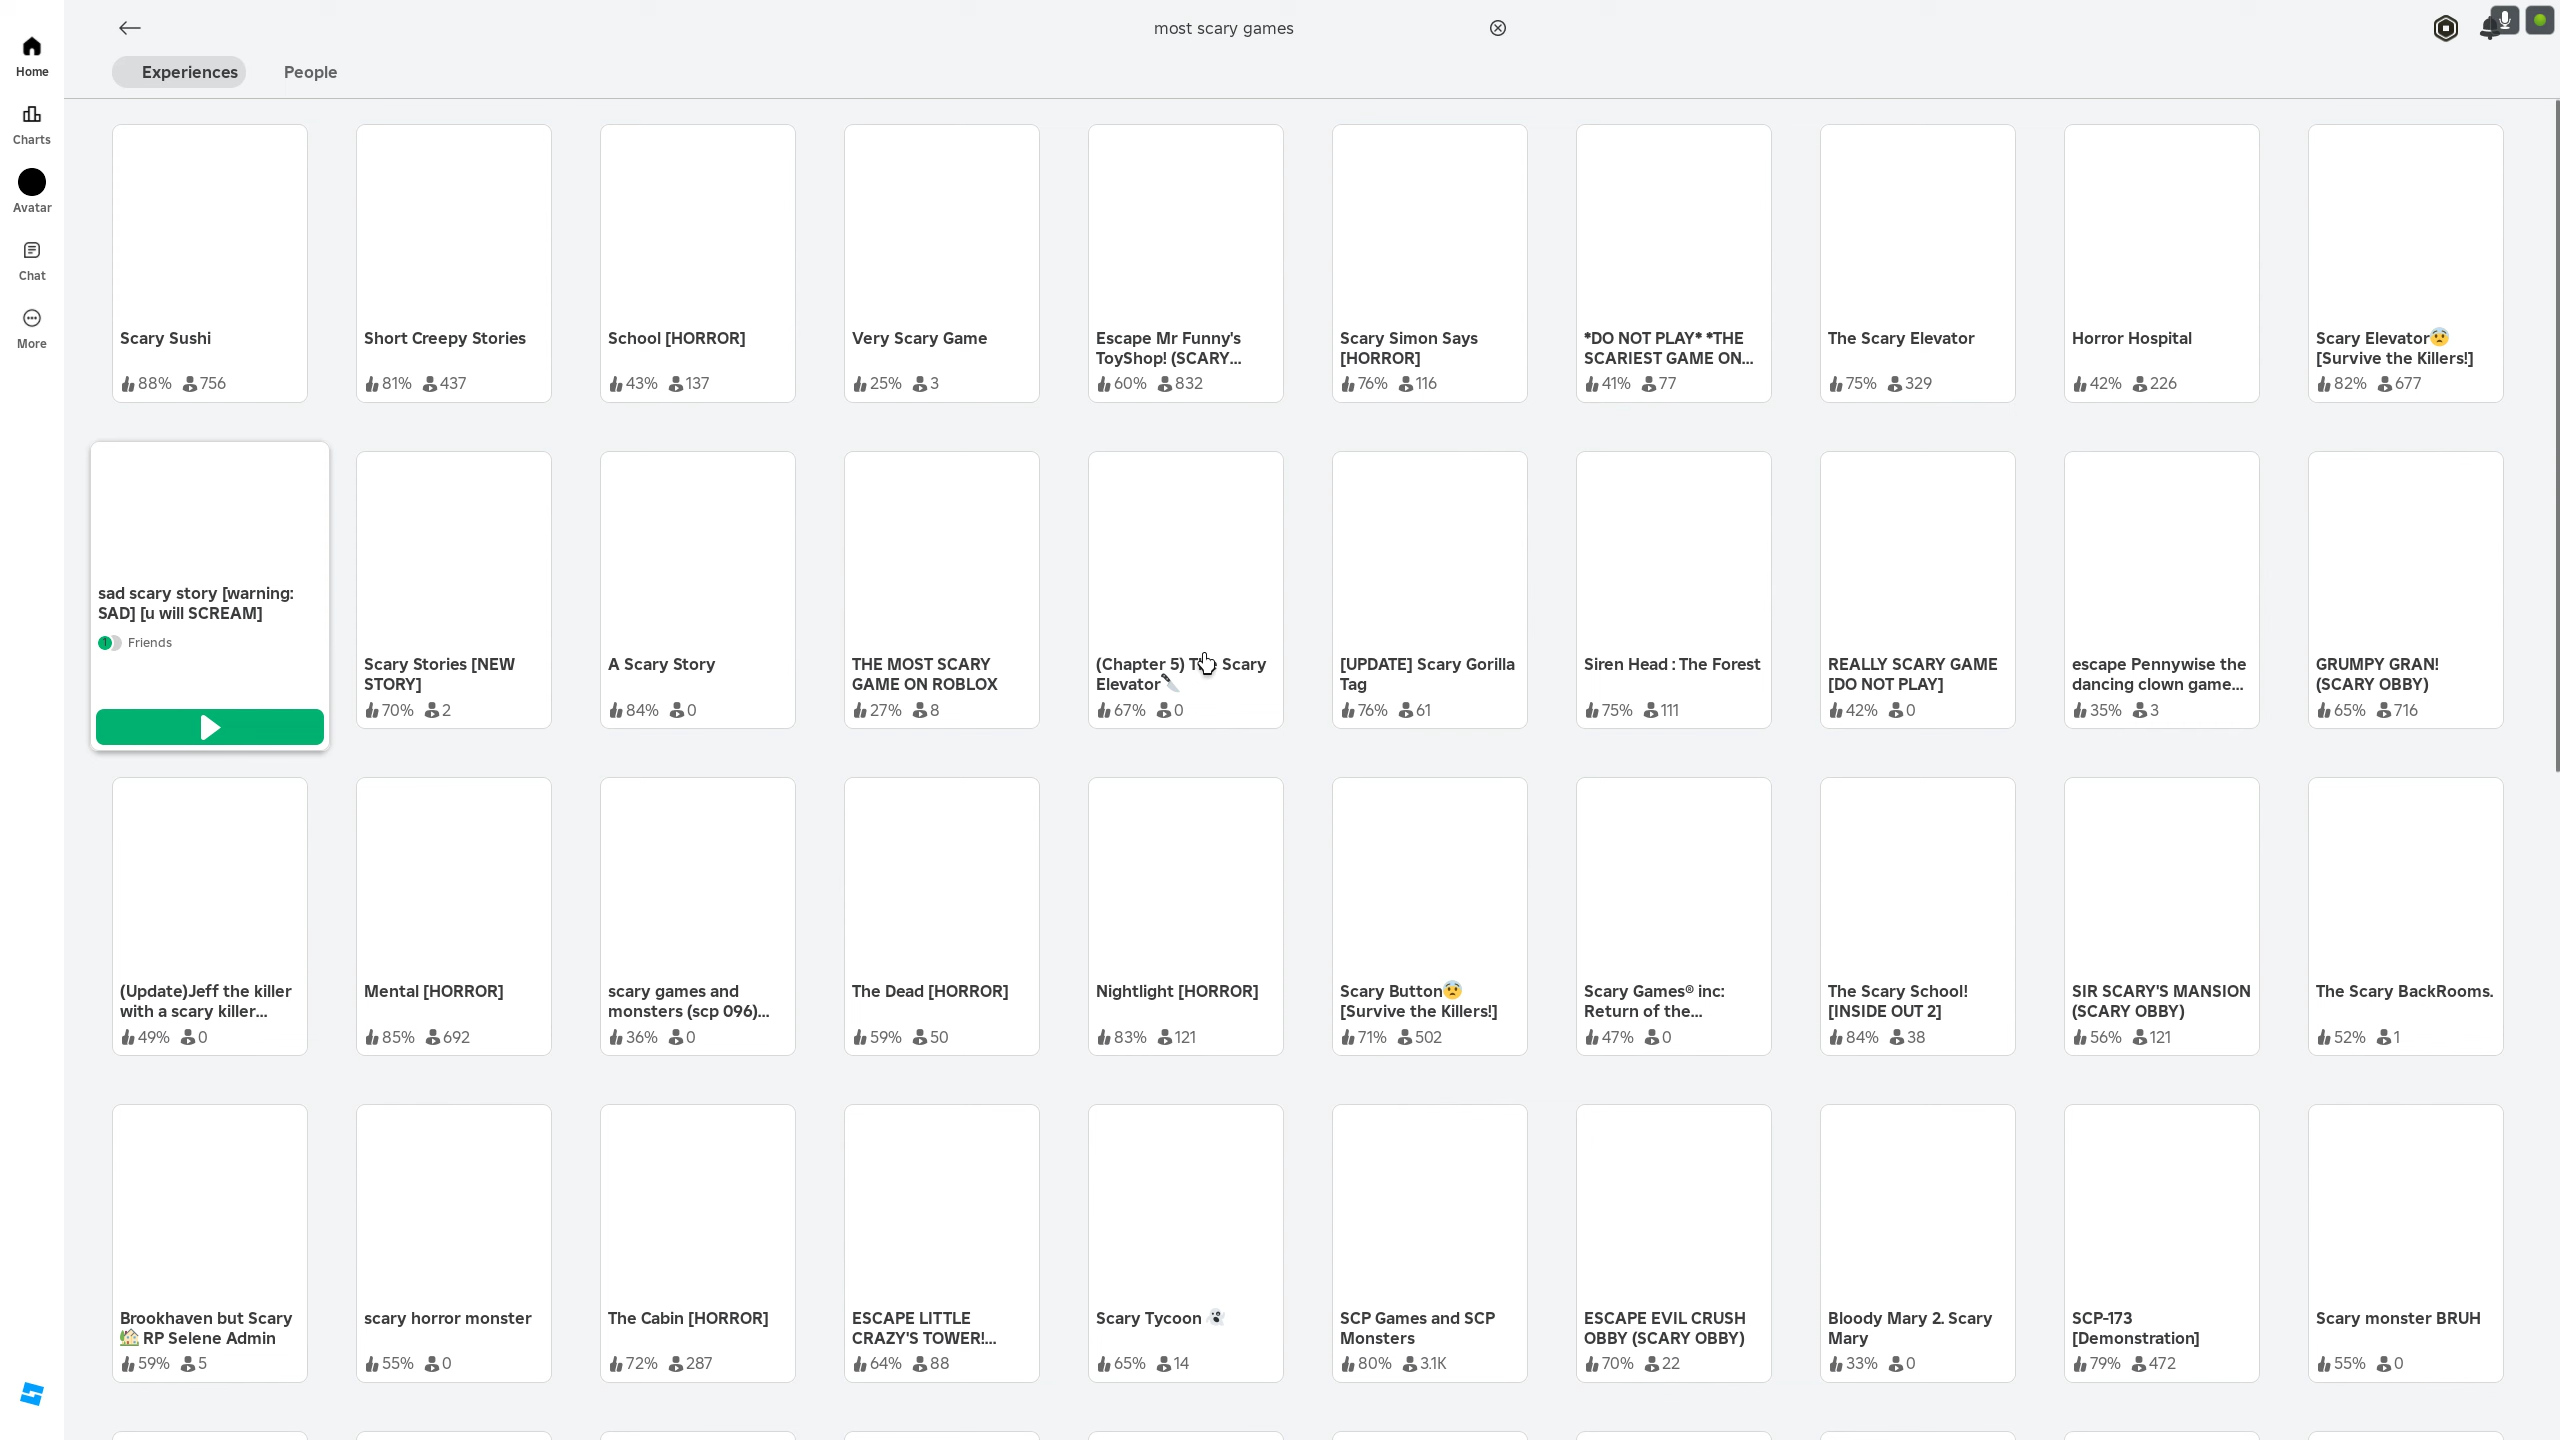 most scary games
Home
Charts
Avatar
Chat
More
Experiences
People
Scary Sushi
88% 756
Short Creepy Stories
81% 437
School [HORROR]
43% 137
Very Scary Game
25% 3
Escape Mr Funny's
ToyShop! (SCARY...
60% 832
Scary Simon Says
[HORROR]
76% 116
*DO NOT PLAY* *THE
SCARIEST GAME ON...
41% 77
The Scary Elevator
75% 329
Horror Hospital
42% 226
Scary Elevator😨
[Survive the Killers!]
82% 677
sad scary story [warning:
SAD] [u will SCREAM]
1 Friends
Scary Stories [NEW
STORY]
70% 2
A Scary Story
84% 0
THE MOST SCARY
GAME ON ROBLOX
27% 8
(Chapter 5) The Scary
Elevator🔪
67% 0
[UPDATE] Scary Gorilla
Tag
76% 61
Siren Head : The Forest
75% 111
REALLY SCARY GAME
[DO NOT PLAY]
42% 0
escape Pennywise the
dancing clown game...
35% 3
GRUMPY GRAN!
(SCARY OBBY)
65% 716
(Update)Jeff the killer
with a scary killer...
49% 0
Mental [HORROR]
85% 692
scary games and
monsters (scp 096)...
36% 0
The Dead [HORROR]
59% 50
Nightlight [HORROR]
83% 121
Scary Button😨
[Survive the Killers!]
71% 502
Scary Games® inc:
Return of the...
47% 0
The Scary School!
[INSIDE OUT 2]
84% 38
SIR SCARY'S MANSION
(SCARY OBBY)
56% 121
The Scary BackRooms.
52% 1
Brookhaven but Scary
🏡 RP Selene Admin
59% 5
scary horror monster
55% 0
The Cabin [HORROR]
72% 287
ESCAPE LITTLE
CRAZY'S TOWER!...
64% 88
Scary Tycoon 👻
65% 14
SCP Games and SCP
Monsters
80% 3.1K
ESCAPE EVIL CRUSH
OBBY (SCARY OBBY)
70% 22
Bloody Mary 2. Scary
Mary
33% 0
SCP-173
[Demonstration]
79% 472
Scary monster BRUH
55% 0